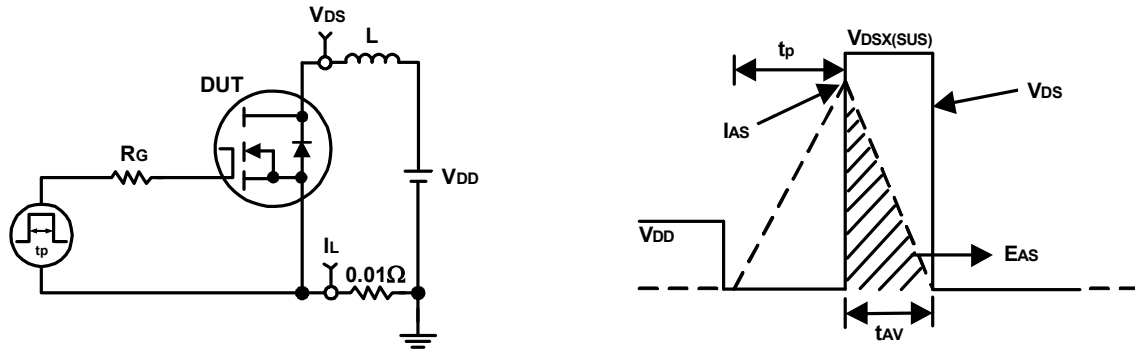 VDS
L
DUT
RG
VDD
tp
IL
0.01Ω
VDSX(SUS)
tp
VDS
IAS
VDD
EAS
tAV